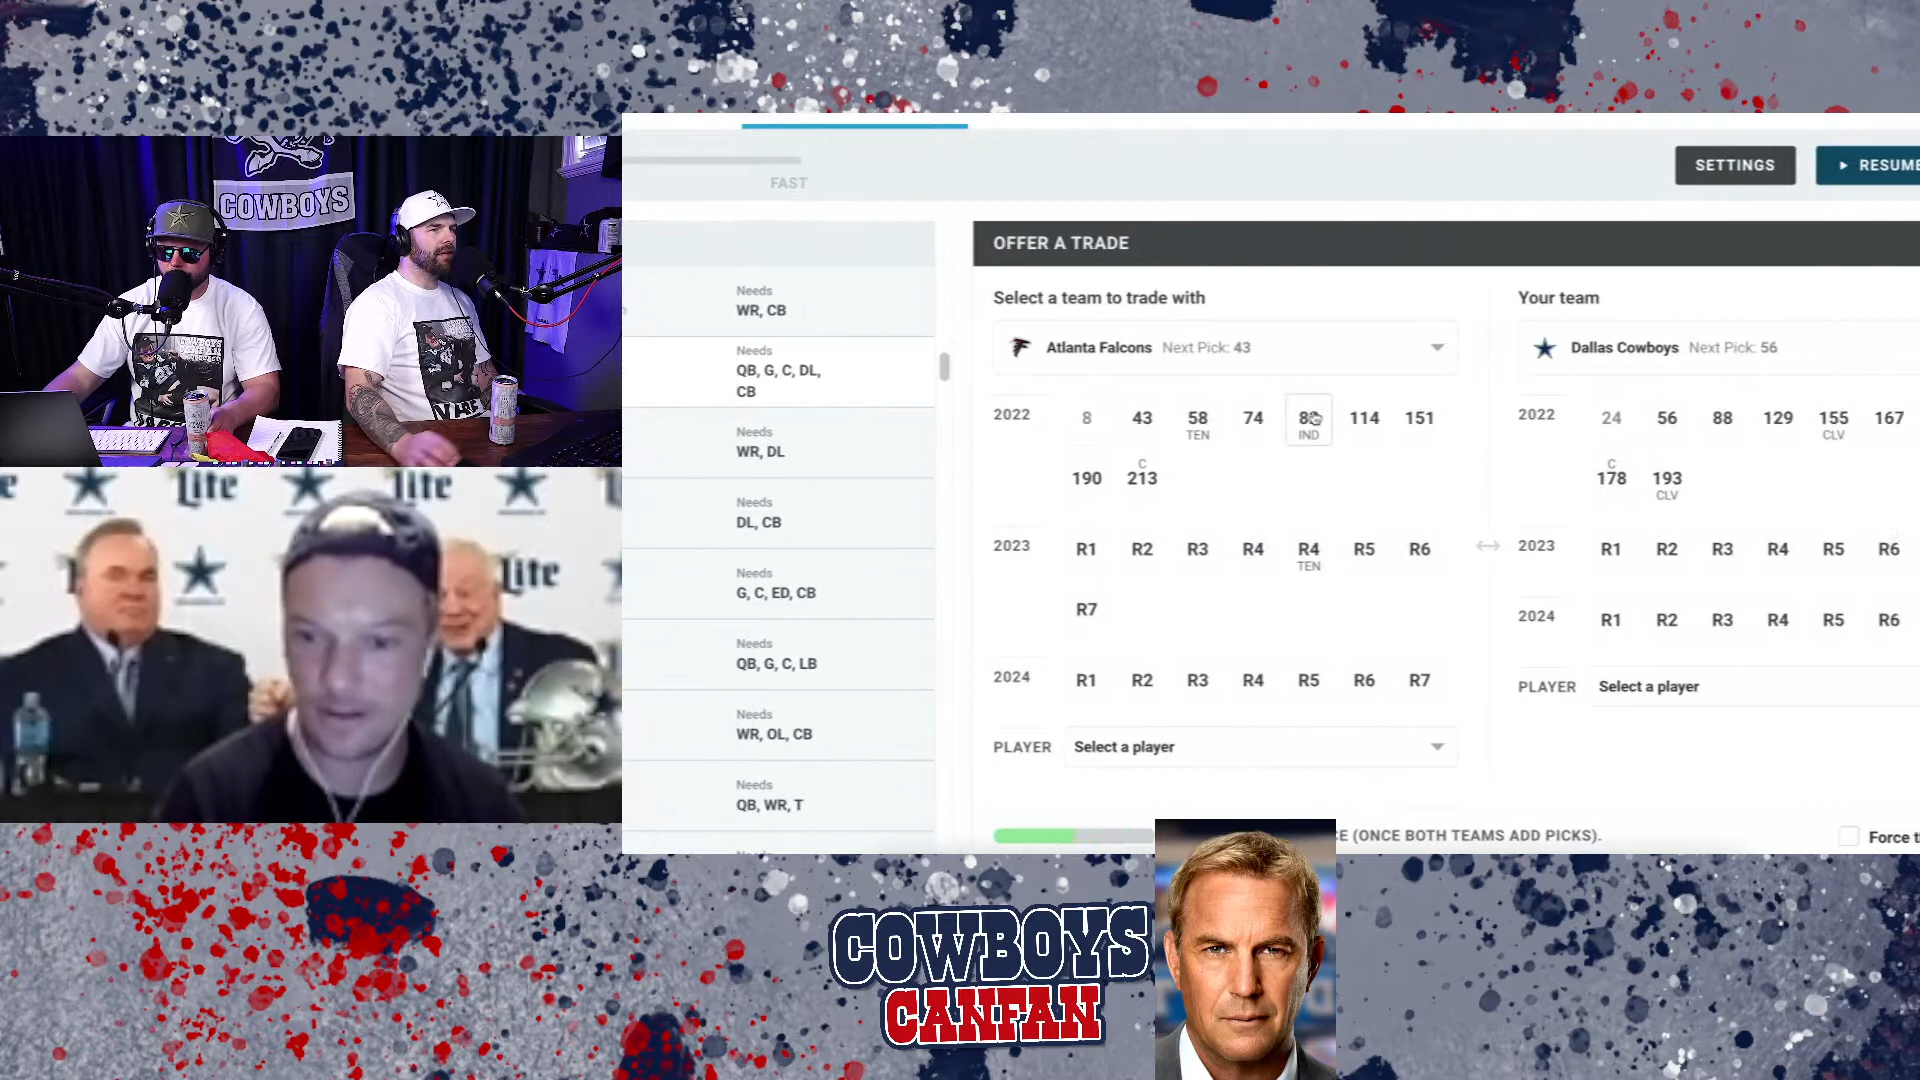 COWBOYS
Lite
Lite
Lite
FAST
SETTINGS
RESUME
Needs
WR, CB
Needs
QB, G, C, DL,
CB
Needs
WR, DL
Needs
DL, CB
Needs
G, C, ED, CB
Needs
QB, G, C, LB
Needs
WR, OL, CB
Needs
QB, WR, T
OFFER A TRADE
Select a team to trade with
Atlanta Falcons Next Pick: 43
2022 8 43 58 74 114 151
TEN IND
C
190 213
2023 R1 R2 R3 R4 R4 R5 R6
TEN
R7
2024 R1 R2 R3 R4 R5 R6 R7
PLAYER Select a player
Your team
Dallas Cowboys Next Pick: 56
2022 24 56 88 129 155 167
CLV
C
178 193
CLV
2023 R1 R2 R3 R4 R5 R6
2024 R1 R2 R3 R4 R5 R6
PLAYER Select a player
CE (ONCE BOTH TEAMS ADD PICKS).
Force th
COWBOYS
CANFAN